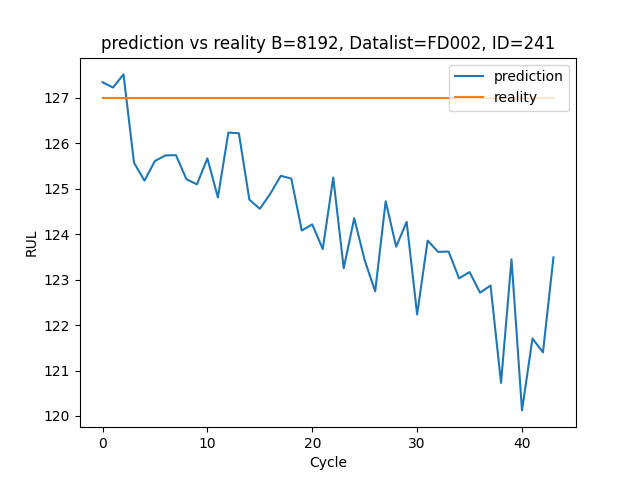 prediction vs reality B=8192, Datalist=FD002, ID=241
prediction
reality
127
126
125
124
123
122
121
120
RUL
0 10 20 30 40
Cycle